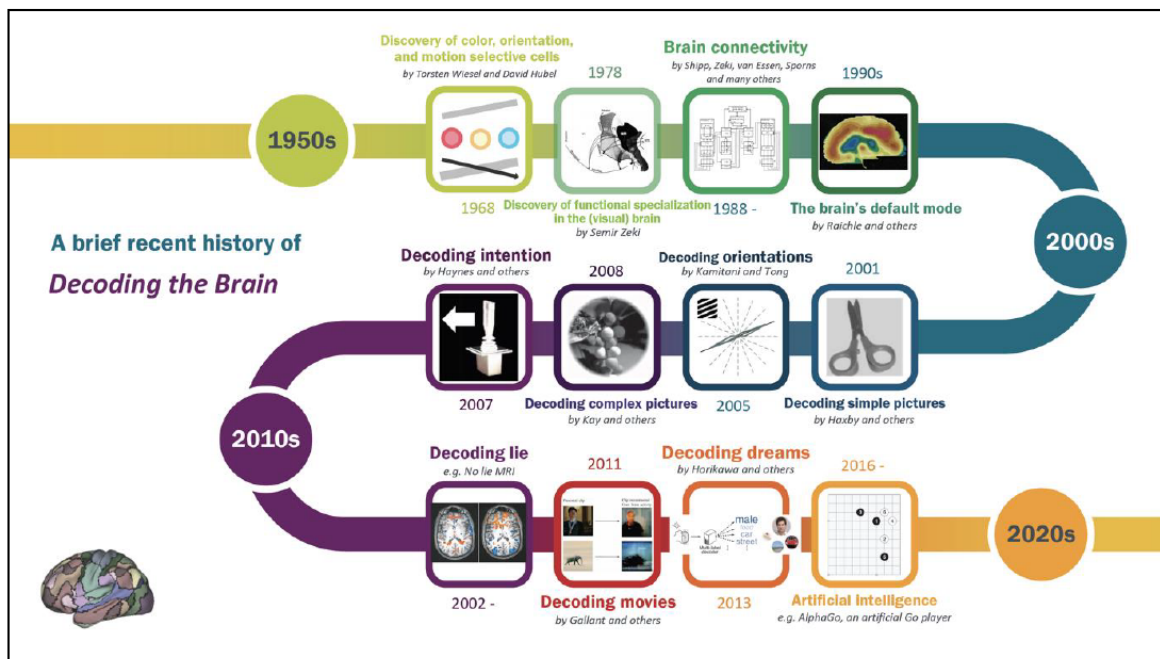 Discovery of color, orientation,
and motion selective cells
by Torsten Wiesel and David Hubel
1978
Brain connectivity
by Shipp, Zeki, van Essen, Sporns
and many others
1990s
1950s
1968
Discovery of functional specialization
in the (visual) brain
by Semir Zeki
1988 -
The brain's default mode
by Raichle and others
2000s
A brief recent history of
Decoding the Brain
Decoding intention
by Haynes and others
2008
Decoding orientations
by Kamitani and Tong
2001
2007
Decoding complex pictures
by Kay and others
2005
Decoding simple pictures
by Haxby and others
2010s
Decoding lie
e.g. No lie MRI
2011
Decoding dreams
by Horikawa and others
2016 -
male
car
street
2020s
2002 -
Decoding movies
by Gallant and others
2013
Artificial Intelligence
e.g. AlphaGo, an artificial Go player